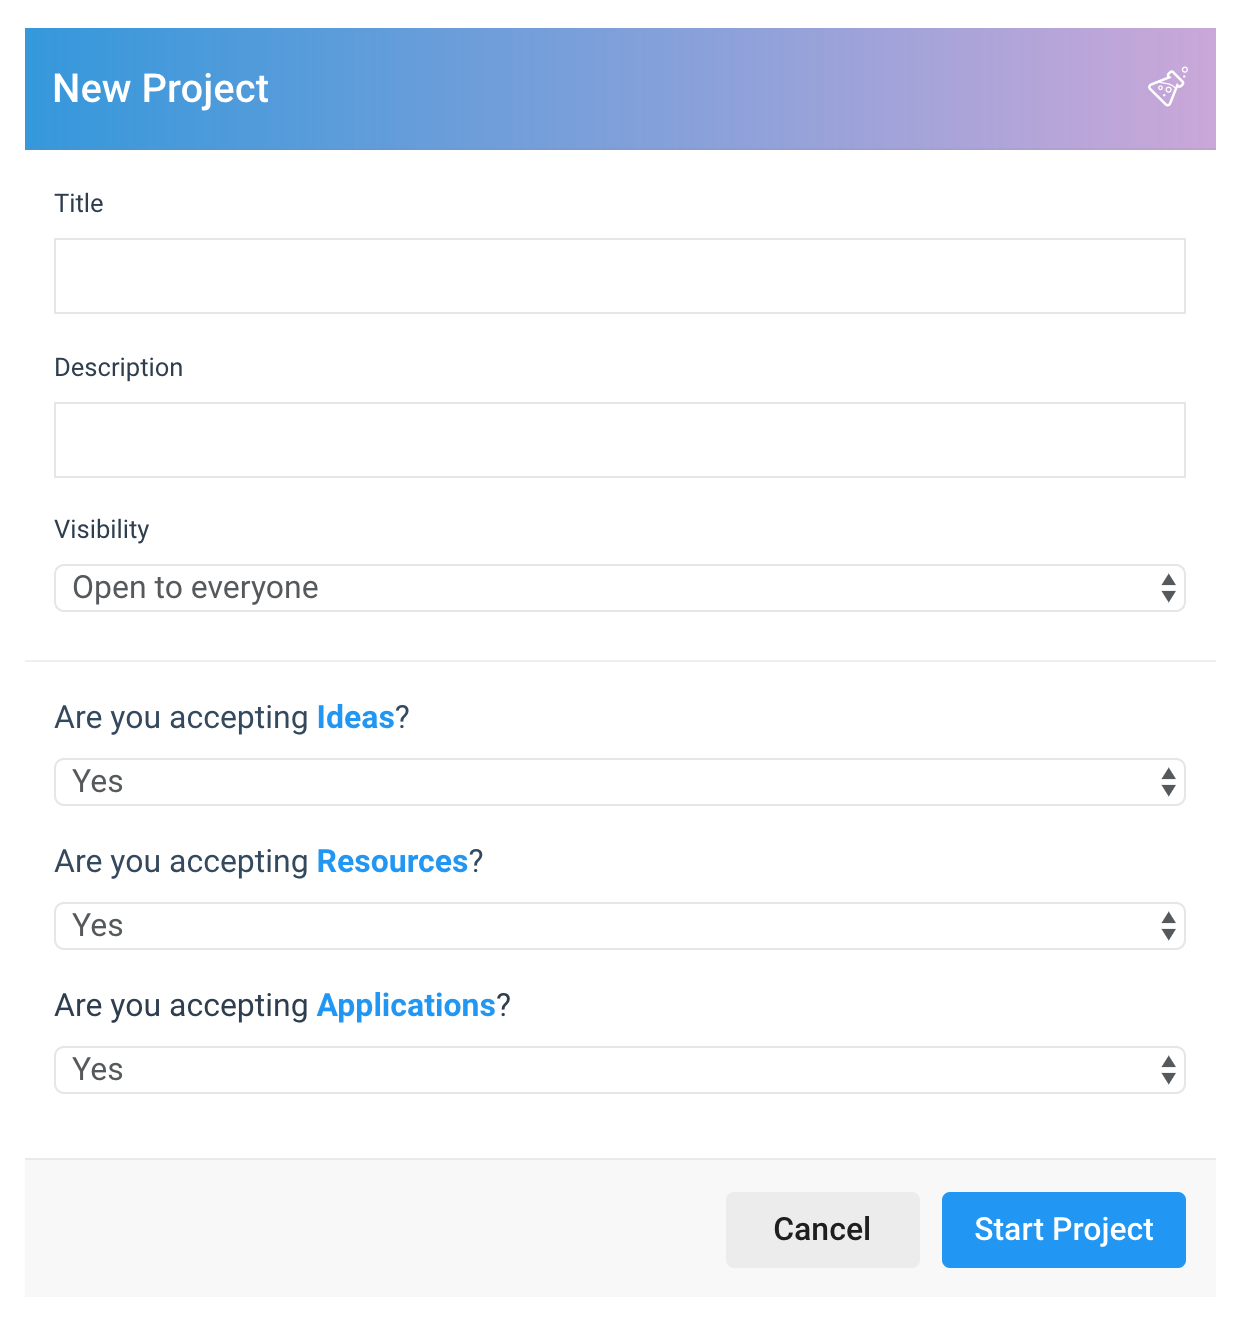 New Project
Title
Description
Visibility
Open to everyone
Are you accepting Ideas?
Yes
Are you accepting Resources?
Yes
Are you accepting Applications?
Yes
Cancel
Start Project